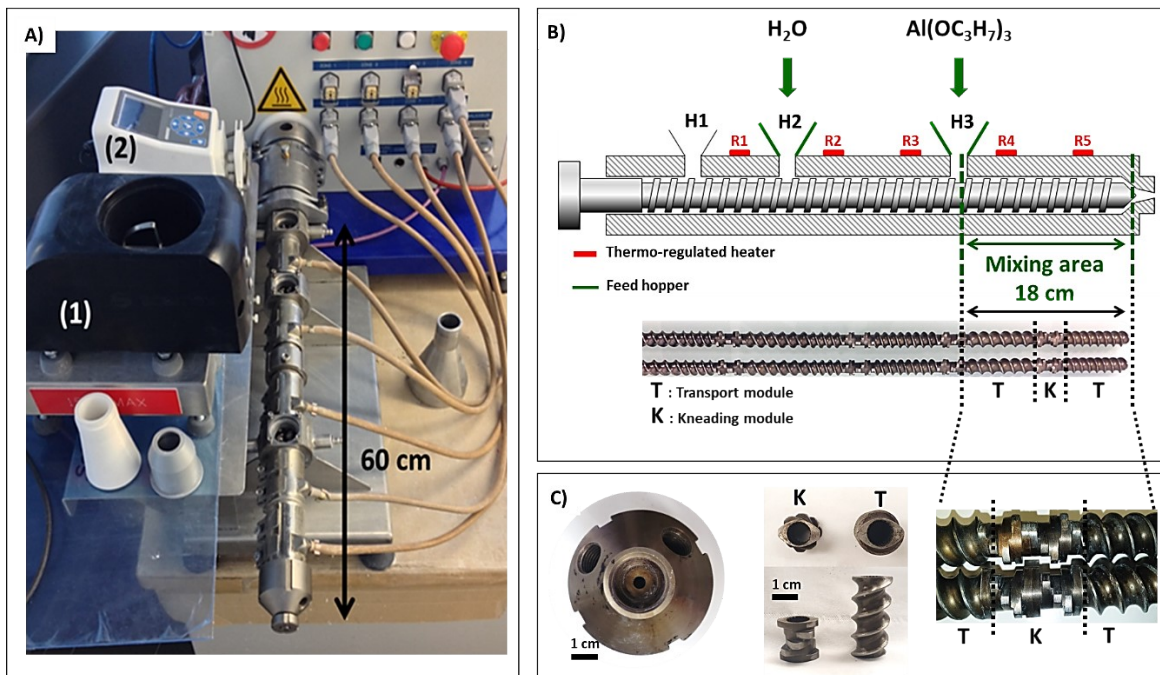 A)
(2)
(1)
60 cm
B)
H₂O
Al(OC₃H₇)₃
H1
R1
H2
R2
R3
H3
R4
R5
Thermo-regulated heater
Feed hopper
Mixing area
18 cm
T : Transport module
K : Kneading module
T
K
T
C)
1 cm
K
T
1 cm
T
K
T